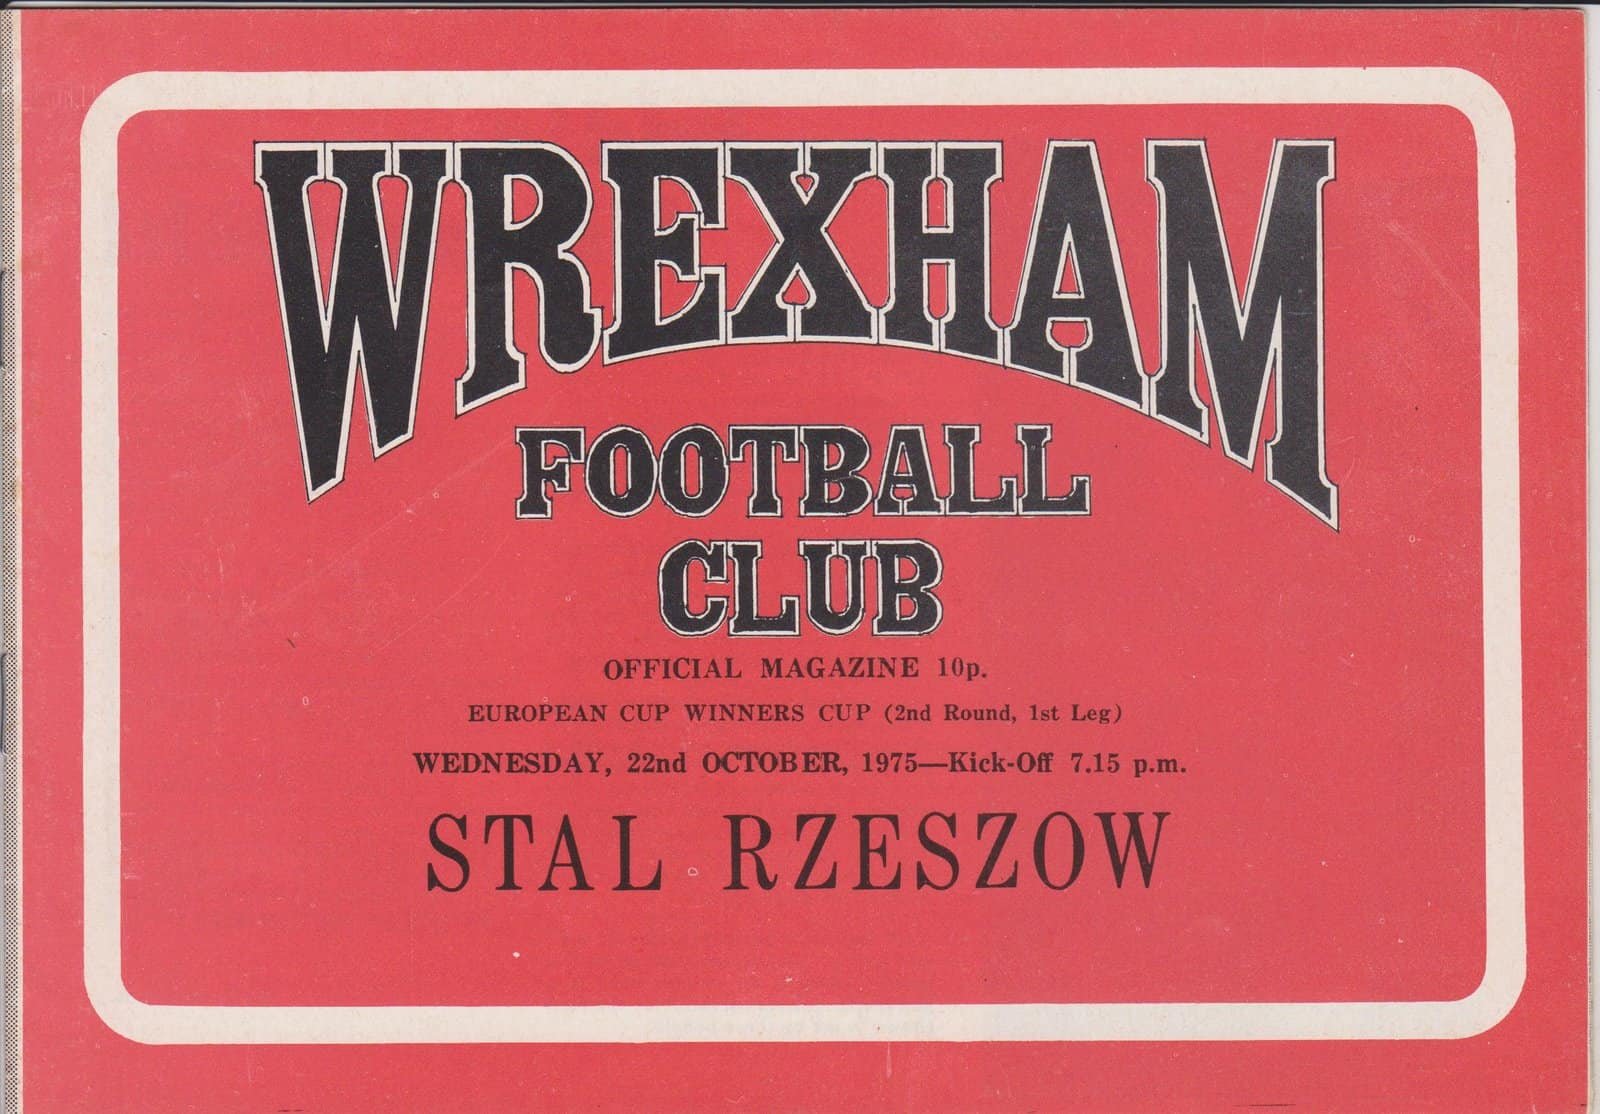 WREXHAM
FOOTBALL
CLUB
OFFICIAL MAGAZINE 10p.
EUROPEAN CUP WINNERS CUP (2nd Round, 1st Leg)
WEDNESDAY, 22nd OCTOBER, 1975—Kick-Off 7.15 p.m.
STAL RZESZOW